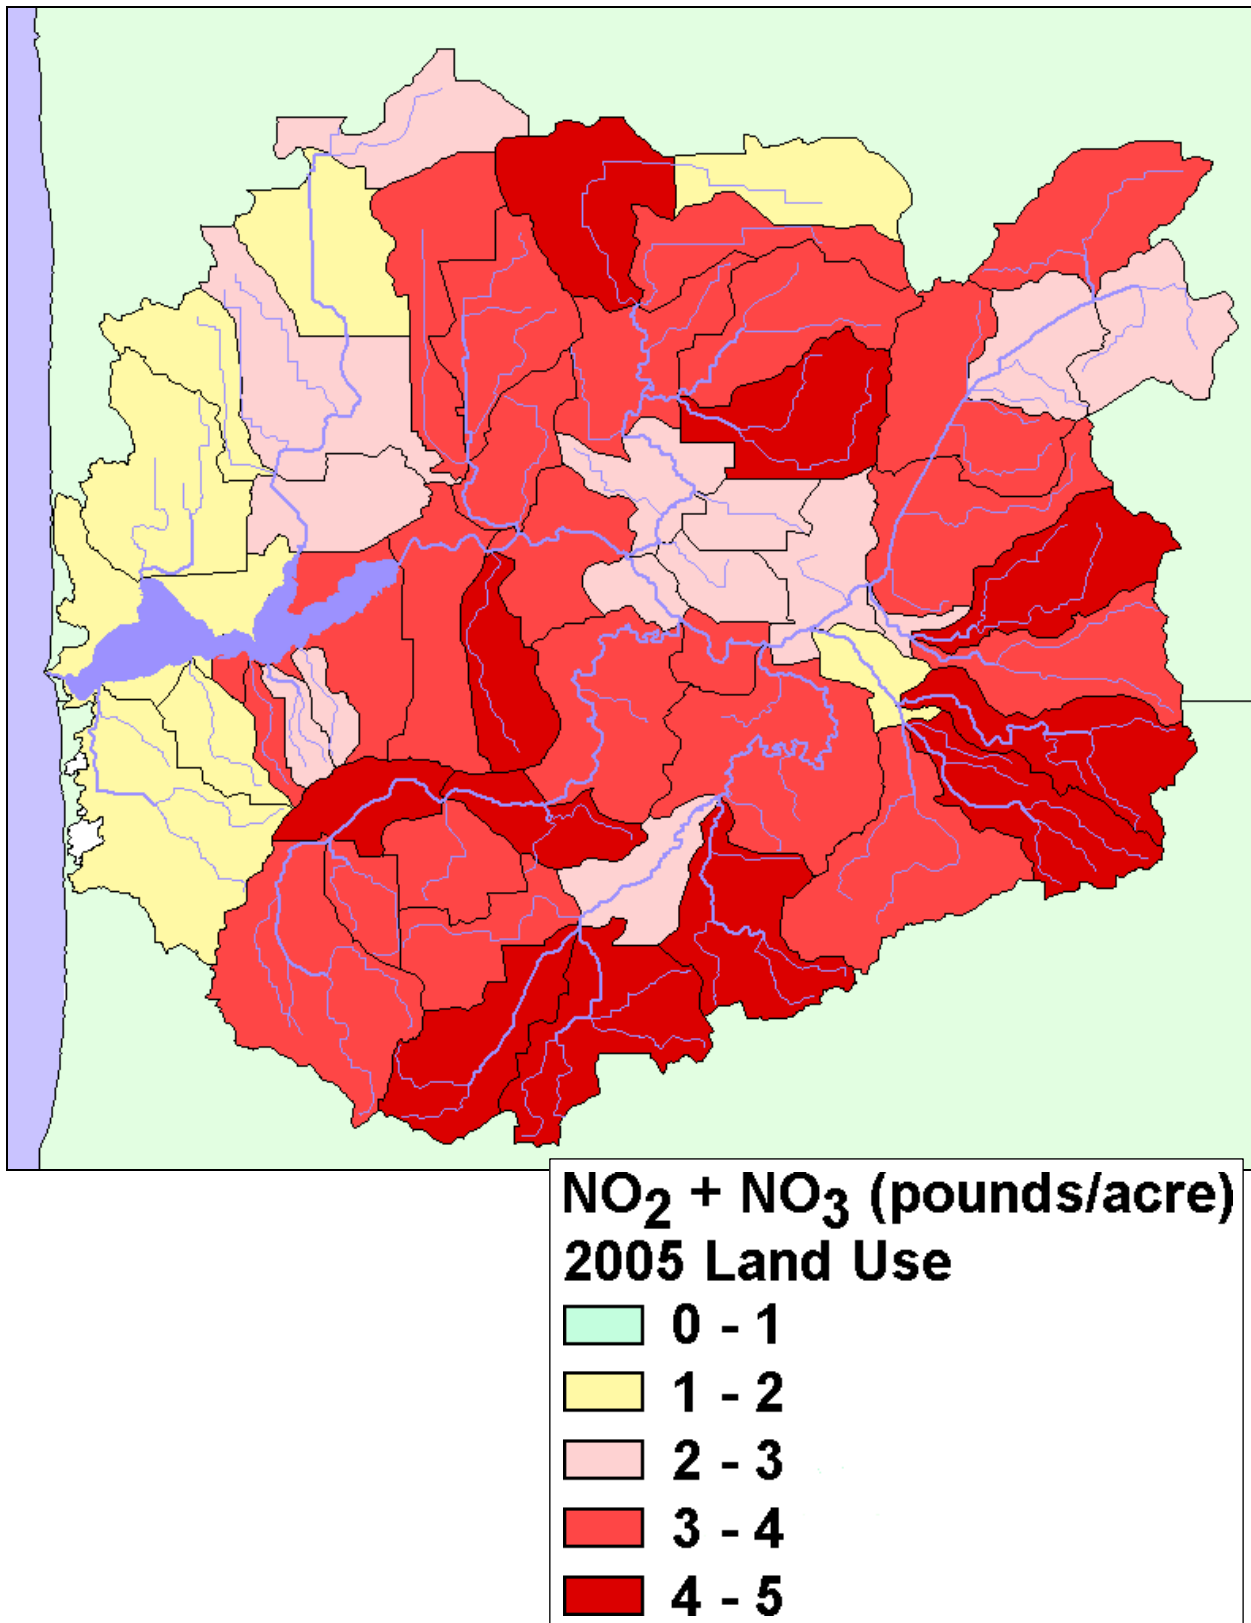 NO₂ + NO₃ (pounds/acre)
2005 Land Use
0 - 1
1 - 2
2 - 3
3 - 4
4 - 5